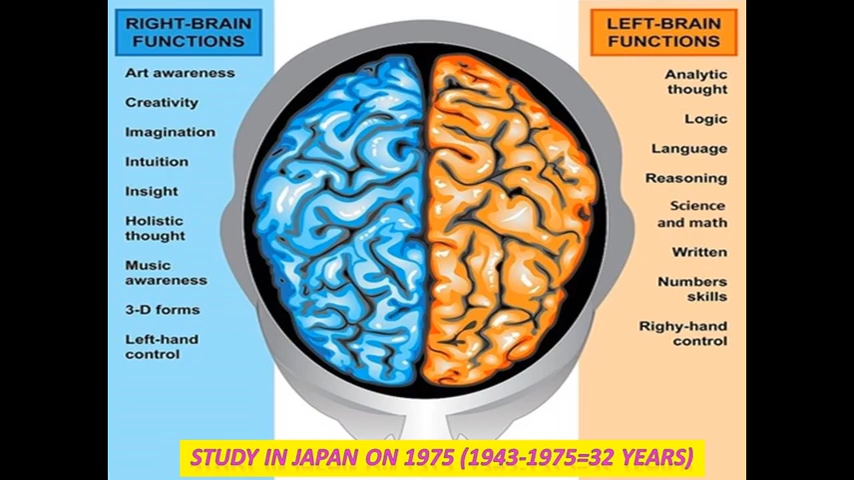 RIGHT-BRAIN
FUNCTIONS
Art awareness
Creativity
Imagination
Intuition
Insight
Holistic
thought
Music
awareness
3-D forms
Left-hand
control
LEFT-BRAIN
FUNCTIONS
Analytic
thought
Logic
Language
Reasoning
Science
and math
Written
Numbers
skills
Righy-hand
control
STUDY IN JAPAN ON 1975 (1943-1975=32 YEARS)